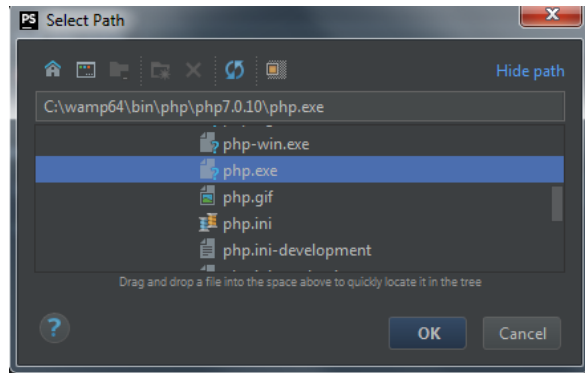 PS Select Path
Hide path
C:\wamp64\bin\php\php7.0.10\php.exe
php-win.exe
php.exe
php.gif
php.ini
php.ini-development
Drag and drop a file into the space above to quickly locate it in the tree
? OK Cancel